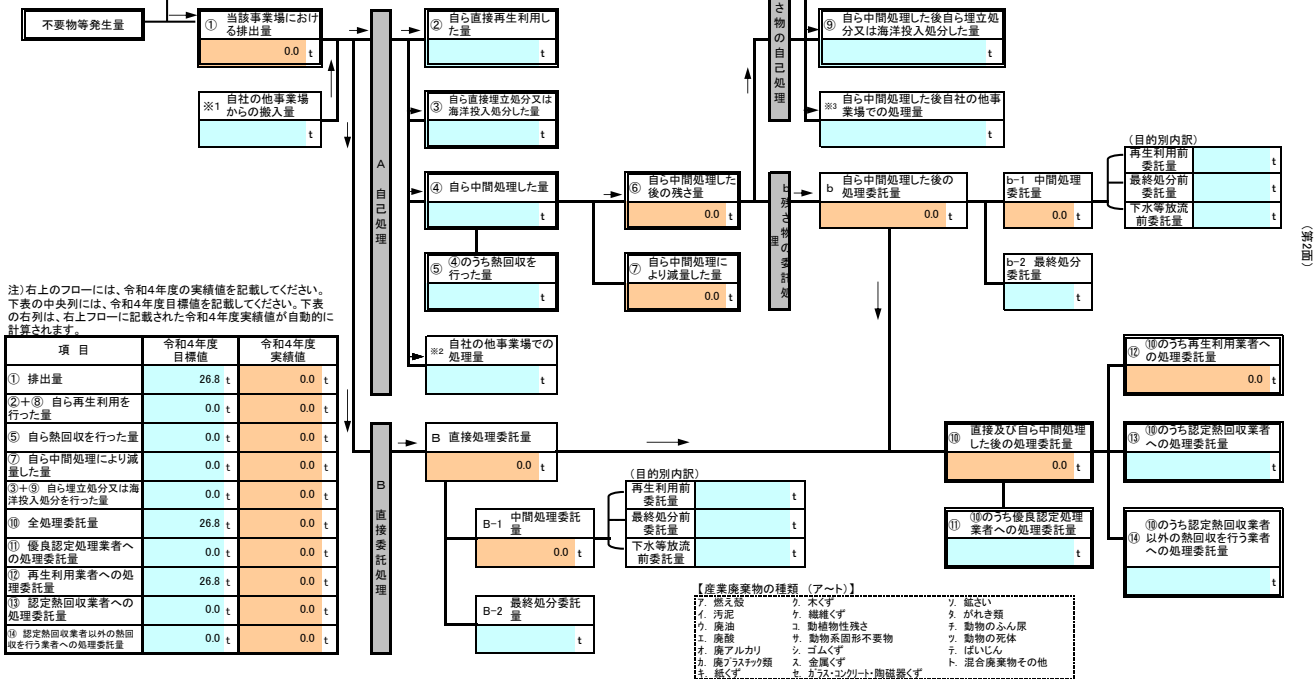 不要物等発生量
① 当該事業場におけ
る排出量
0.0 t
※1 自社の他事業場
からの搬入量
t
A
自
己
処
理
② 自ら直接再生利用し
た量
t
③ 自ら直接埋立処分又は
海洋投入処分した量
t
④ 自ら中間処理した量
t
⑤ ④のうち熱回収を
行った量
t
※2 自社の他事業場での
処理量
t
⑥ 自ら中間処理した
後の残さ量
0.0 t
⑦ 自ら中間処理に
より減量した量
0.0 t
さ
物
の
自
己
処
理
⑨ 自ら中間処理した後自ら埋立処
分又は海洋投入処分した量
t
※3 自ら中間処理した後自社の他事
業場での処理量
t
b
残
さ
物
の
委
託
処
理
b 自ら中間処理した後の
処理委託量
0.0 t
b-1 中間処理
委託量
0.0 t
b-2 最終処分
委託量
t
(目的別内訳)
再生利用前
委託量
t
最終処分前
委託量
t
下水等放流
前委託量
t
(第2面)
注)右上のフローには、令和4年度の実績値を記載してください。
下表の中央列には、令和4年度目標値を記載してください。下表
の右列は、右上フローに記載された令和4年度実績値が自動的に
計算されます。
項 目 令和4年度
目標値 令和4年度
実績値
① 排出量 26.8 t 0.0 t
②+⑧ 自ら再生利用を
行った量 0.0 t 0.0 t
⑤ 自ら熱回収を行った量 0.0 t 0.0 t
⑦ 自ら中間処理により減
量した量 0.0 t 0.0 t
③+⑨ 自ら埋立処分又は海
洋投入処分を行った量 0.0 t 0.0 t
⑩ 全処理委託量 26.8 t 0.0 t
⑪ 優良認定処理業者へ
の処理委託量 0.0 t 0.0 t
⑫ 再生利用業者への処
理委託量 26.8 t 0.0 t
⑬ 認定熱回収業者への
処理委託量 0.0 t 0.0 t
⑭ 認定熱回収業者以外の熱回
収を行う業者への処理委託量 0.0 t 0.0 t
B
直
接
委
託
処
理
B 直接処理委託量
0.0 t
B-1 中間処理委託
量
0.0 t
B-2 最終処分委託
量
t
(目的別内訳)
再生利用前
委託量
t
最終処分前
委託量
t
下水等放流
前委託量
t
⑩ 直接及び自ら中間処理
した後の処理委託量
0.0 t
⑪ ⑩のうち優良認定処理
業者への処理委託量
t
⑫ ⑩のうち再生利用業者へ
の処理委託量
0.0 t
⑬ ⑩のうち認定熱回収業者
への処理委託量
t
⑭ ⑩のうち認定熱回収業者
以外の熱回収を行う業者
への処理委託量
t
【産業廃棄物の種類 (ア~ト)】
ア. 燃え殻 ク. 木くず ソ. 鉱さい
イ. 汚泥 ケ. 繊維くず タ. がれき類
ウ. 廃油 コ. 動植物性残さ チ. 動物のふん尿
エ. 廃酸 サ. 動物系固形不要物 ツ. 動物の死体
オ. 廃アルカリ シ. ゴムくず テ. ばいじん
カ. 廃プラスチック類 ス. 金属くず ト. 混合廃棄物その他
キ. 紙くず セ. ガラス・コンクリート・陶磁器くず